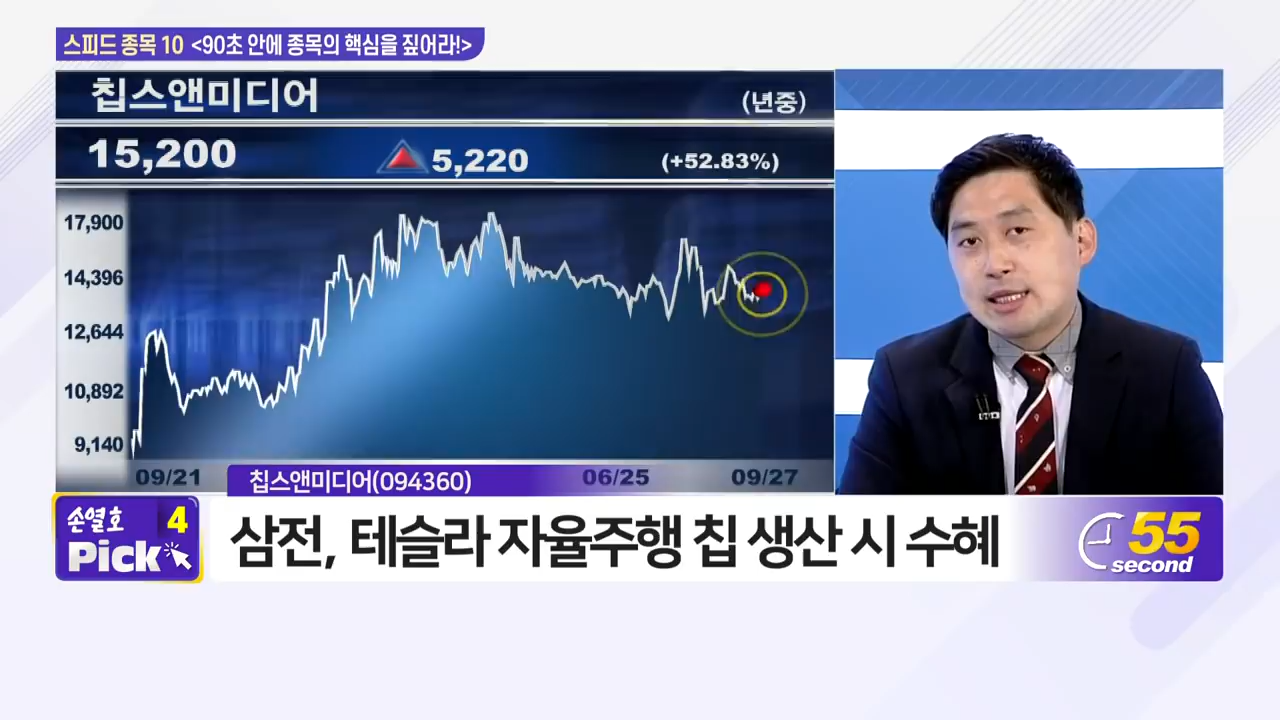 스피드 종목 10 <90초 안에 종목의 핵심을 짚어라!>
칩스앤미디어 (년중)
15,200 ▲ 5,220 (+52.83%)
17,900
14,396
12,644
10,892
9,140
09/21 06/25 09/27
칩스앤미디어(094360)
손열호 4
Pick
삼전, 테슬라 자율주행 칩 생산 시 수혜
55
second